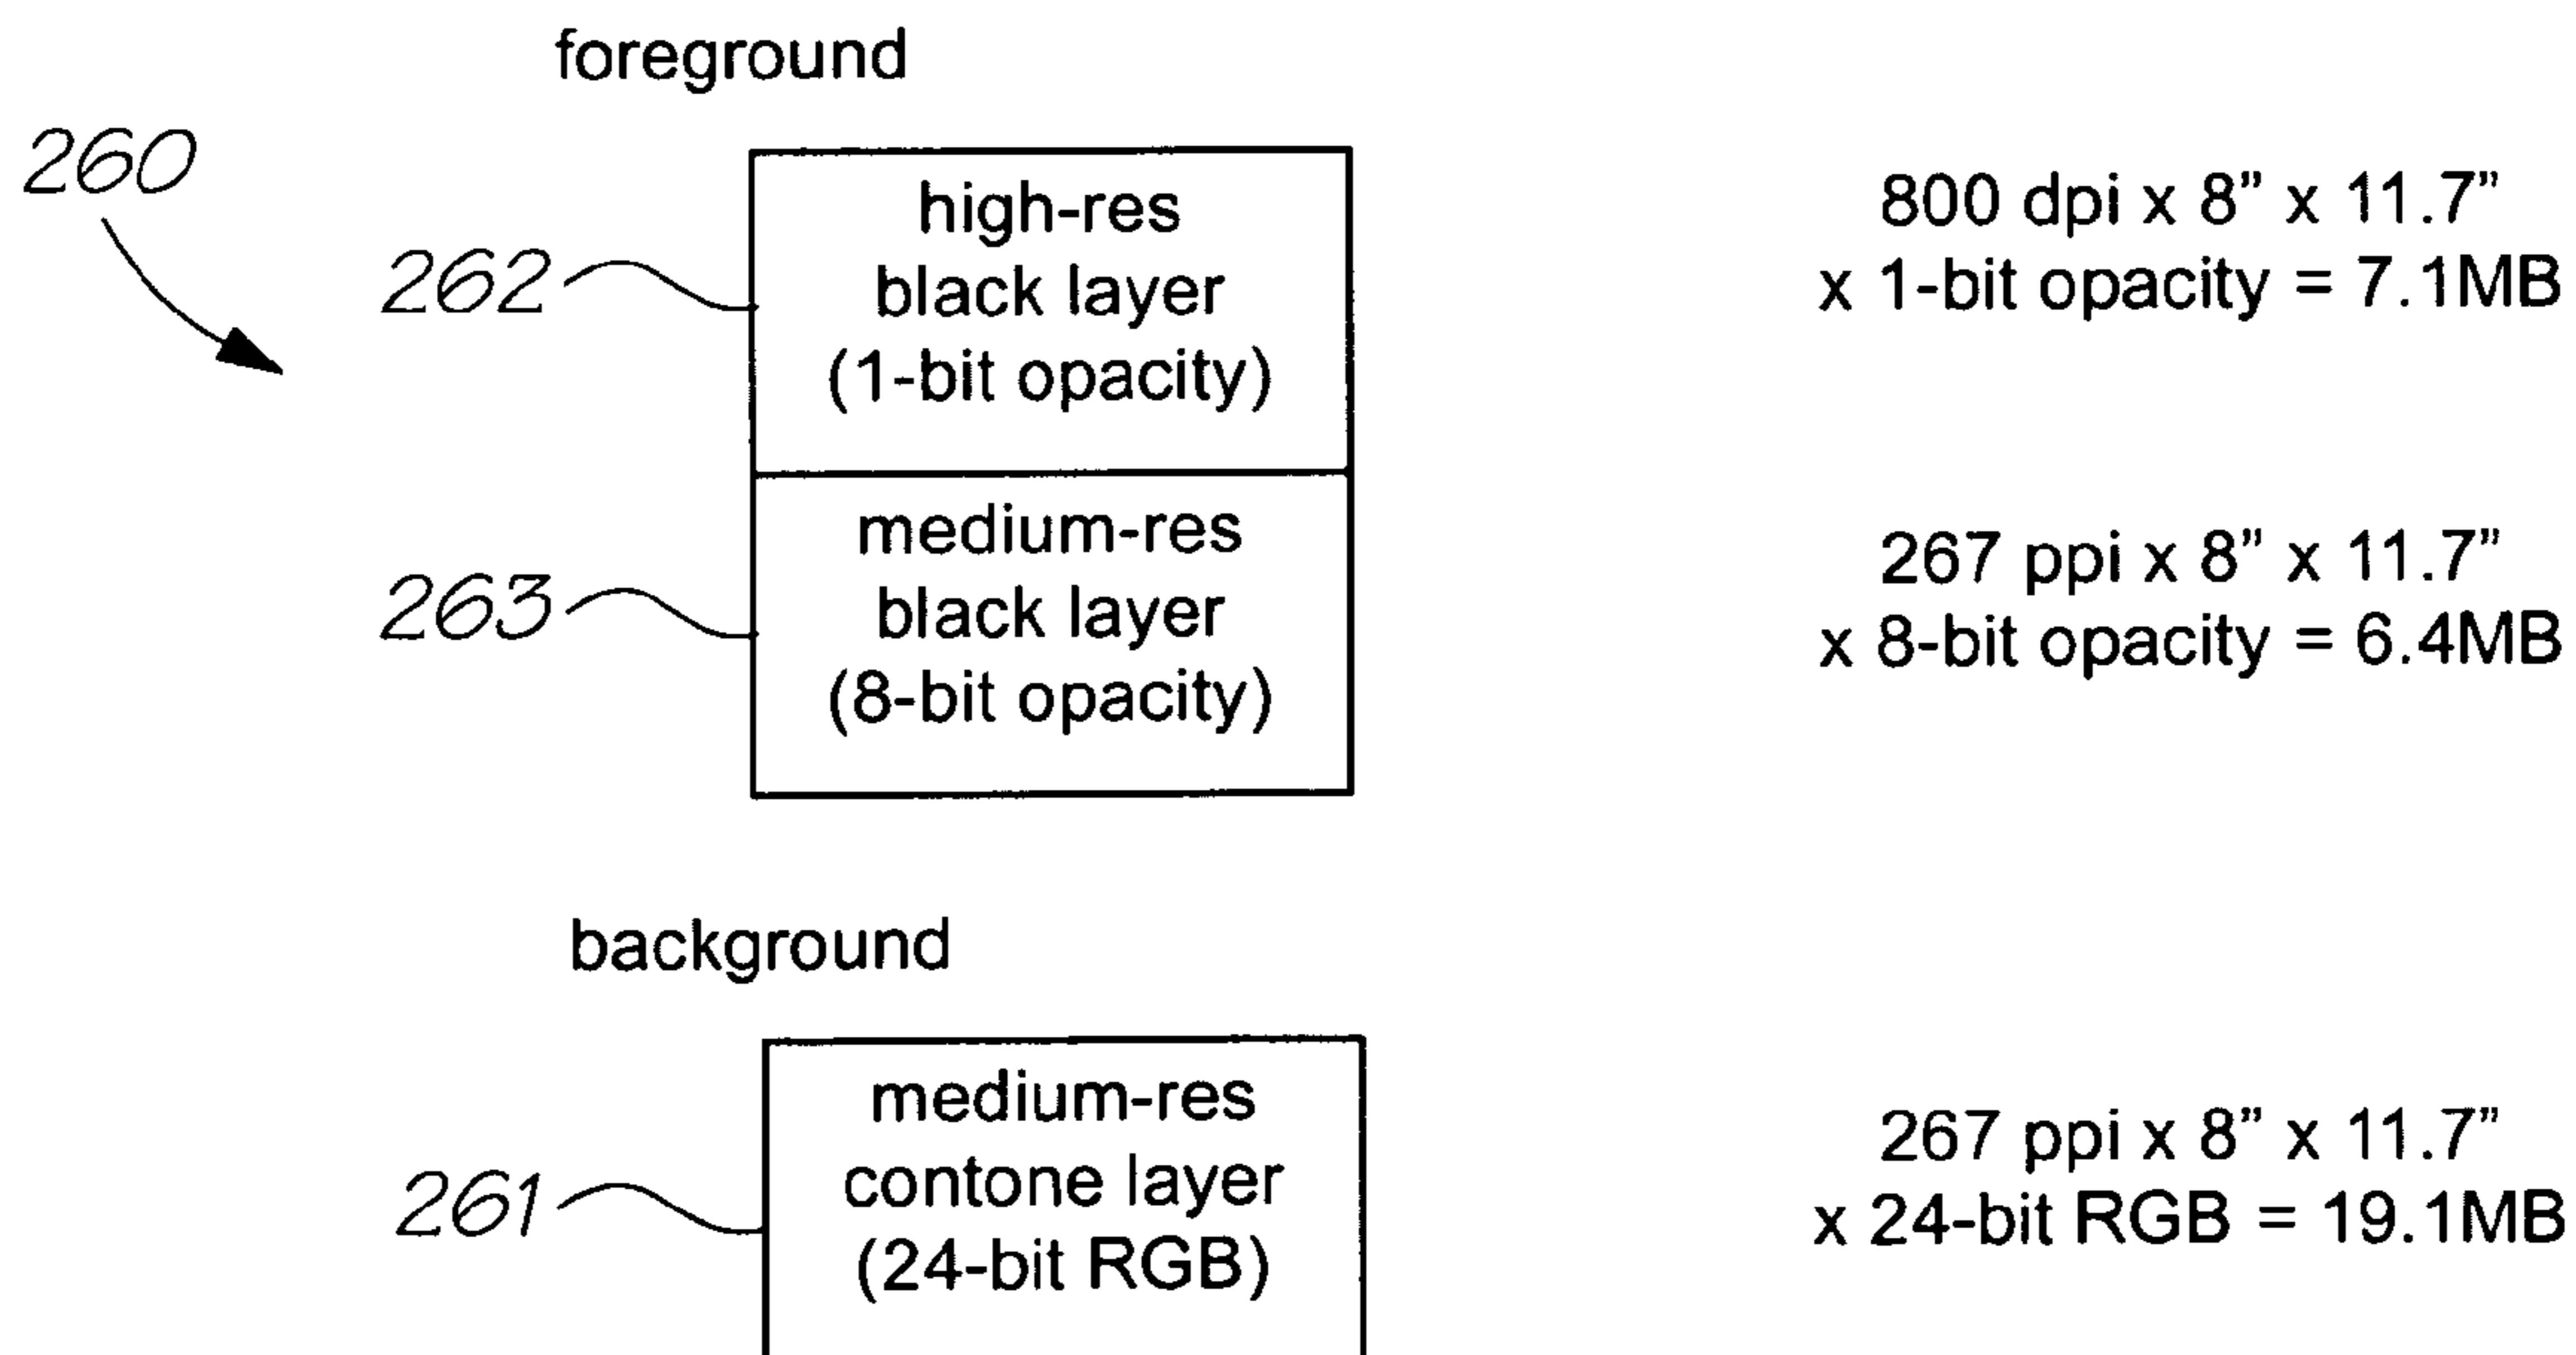 foreground
260
high-res
black layer
(1-bit opacity)
262
800 dpi x 8” x 11.7”
x 1-bit opacity = 7.1MB
medium-res
black layer
(8-bit opacity)
263
267 ppi x 8” x 11.7”
x 8-bit opacity = 6.4MB
background
medium-res
contone layer
(24-bit RGB)
261
267 ppi x 8” x 11.7”
x 24-bit RGB = 19.1MB